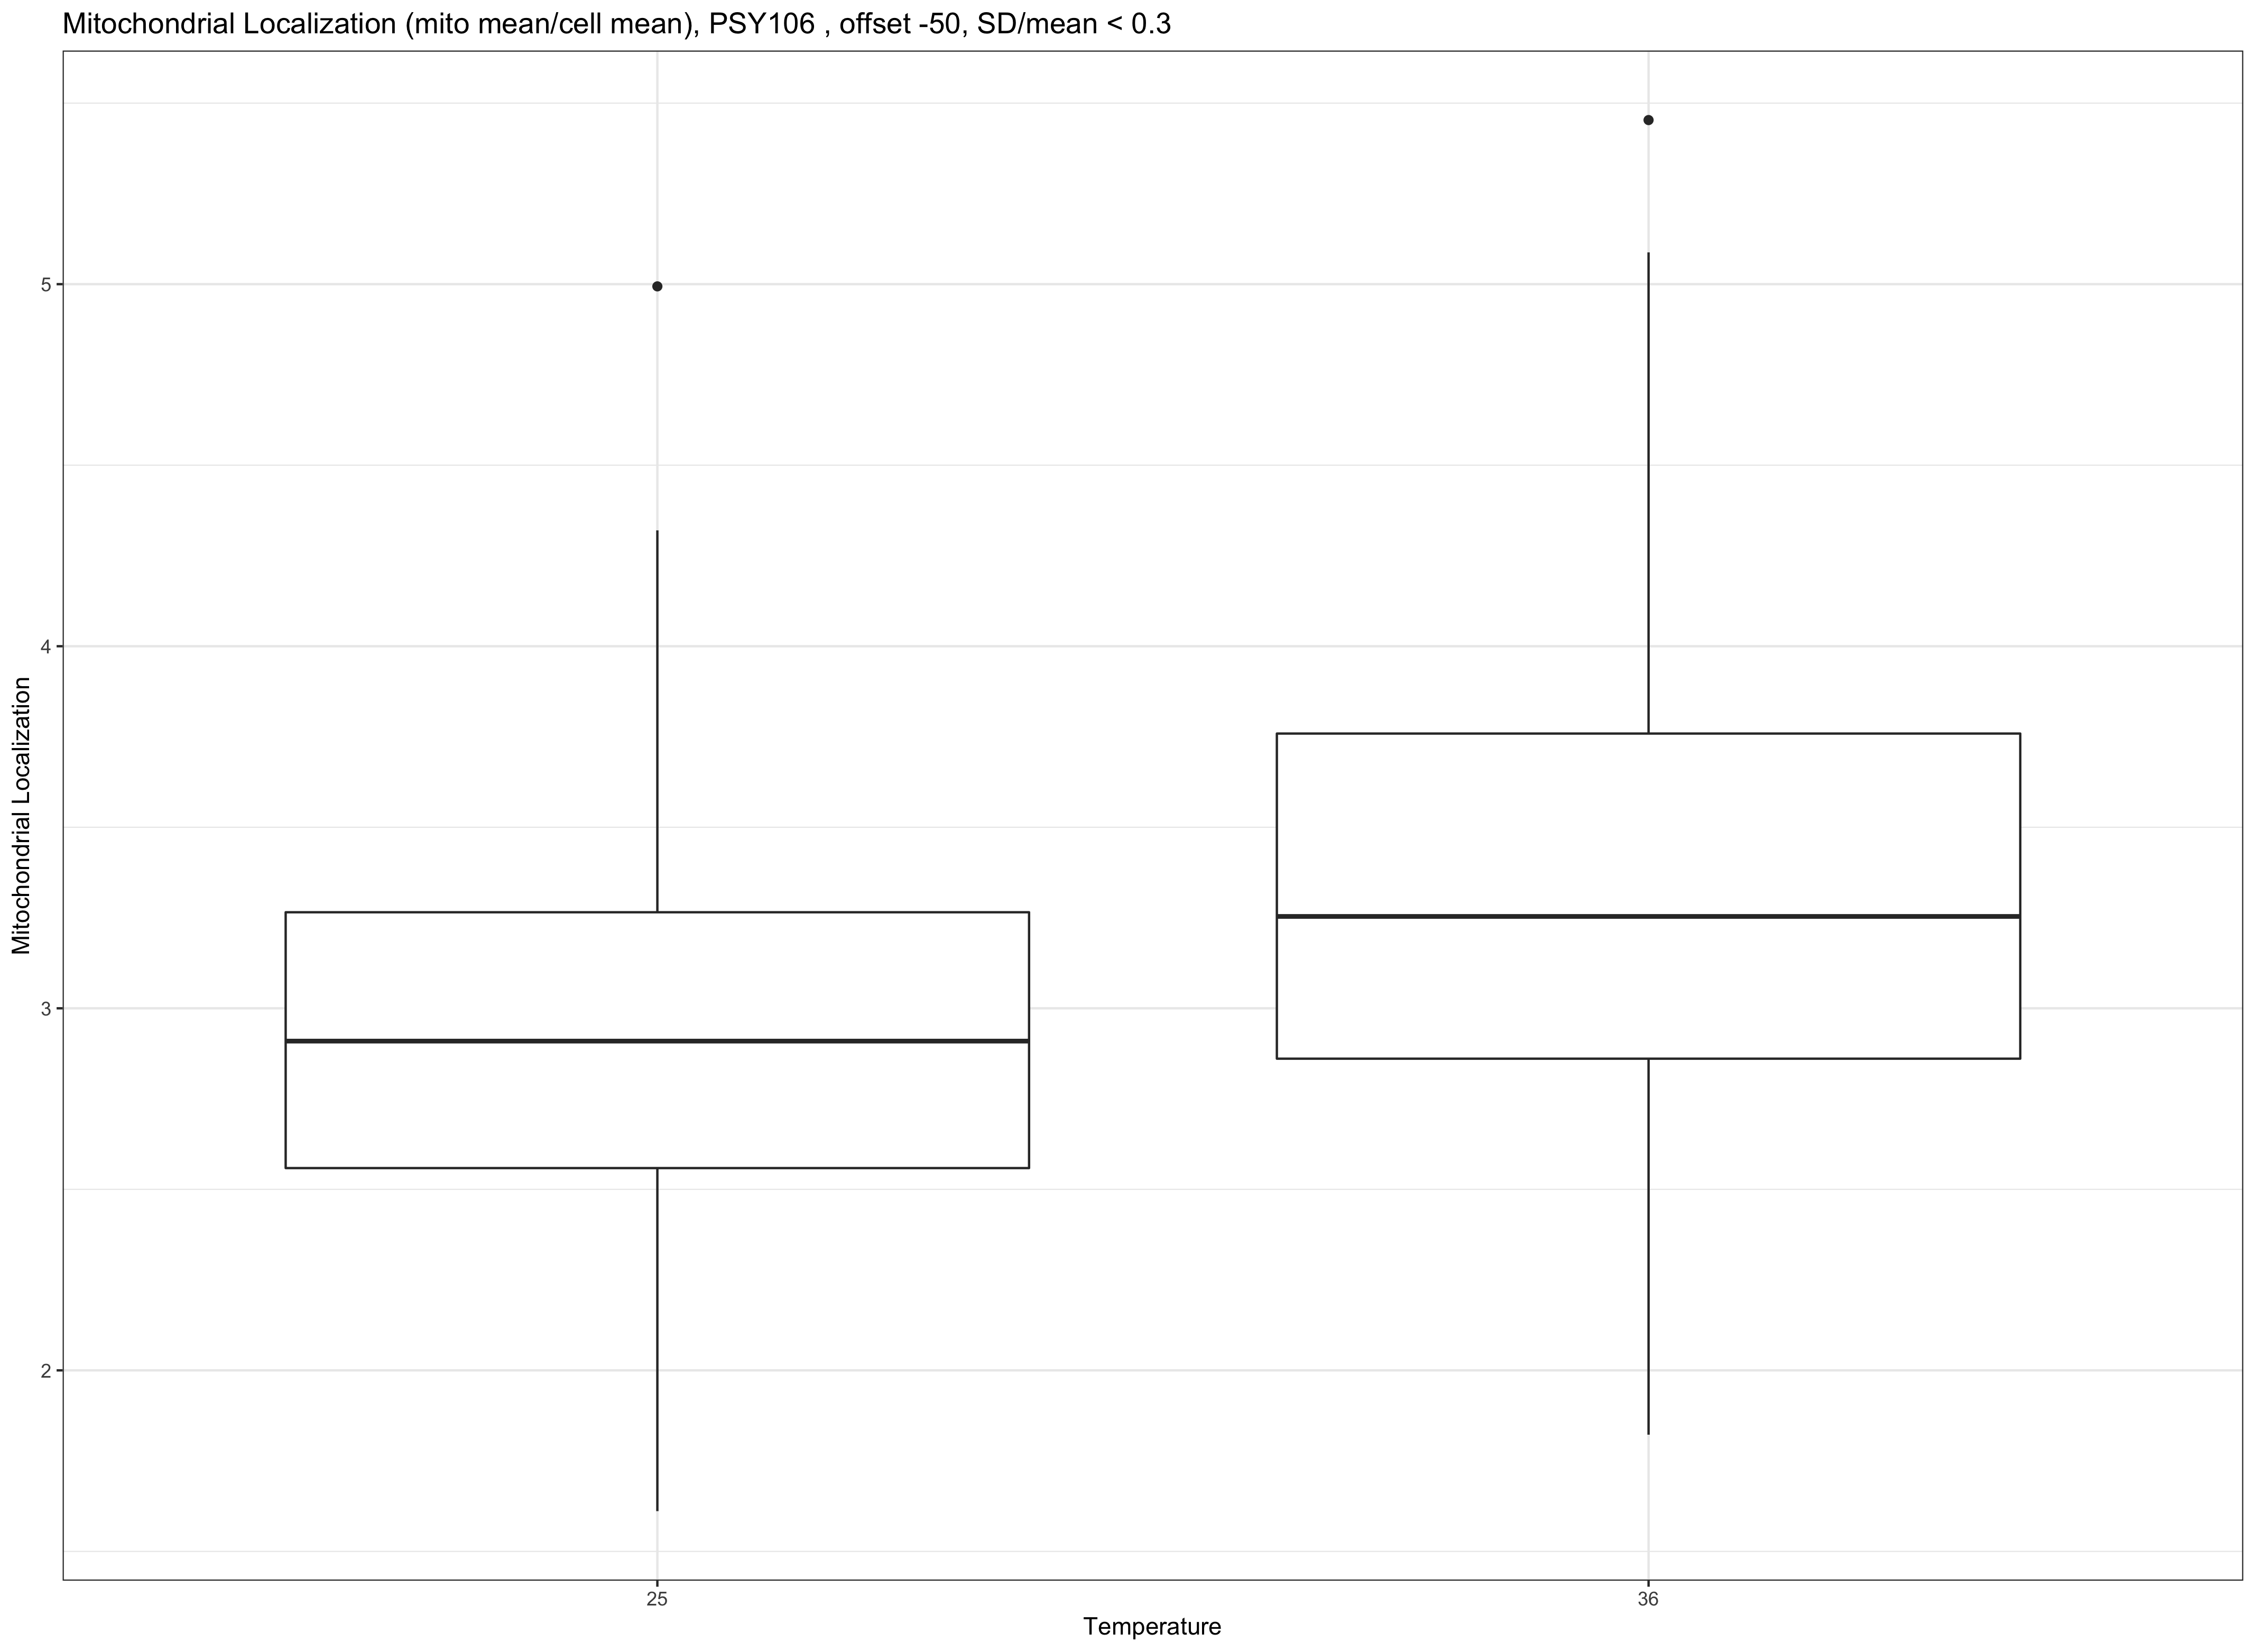 Mitochondrial Localization (mito mean/cell mean), PSY106 , offset -50, SD/mean < 0.3
Mitochondrial Localization
5
4
3
2
25
36
Temperature